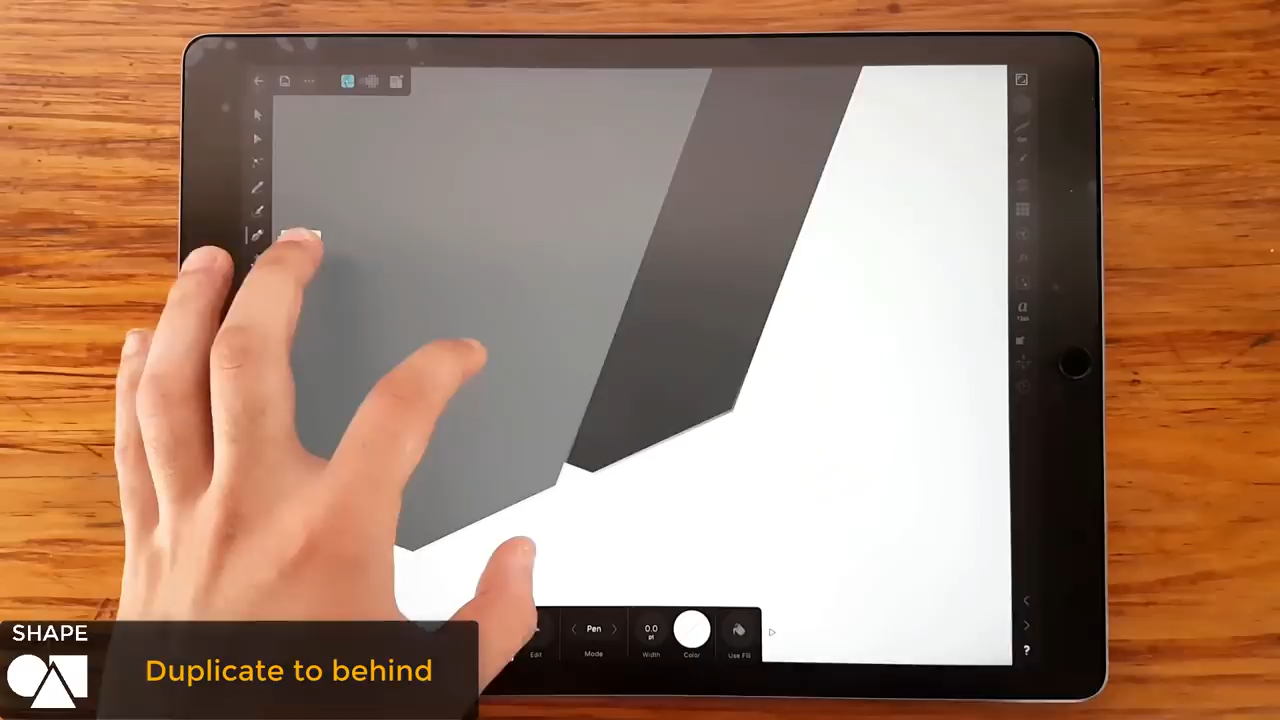 Pen
0.0
pt
Edit
Mode
Width
Color
Use Fill
a
?
SHAPE
Duplicate to behind